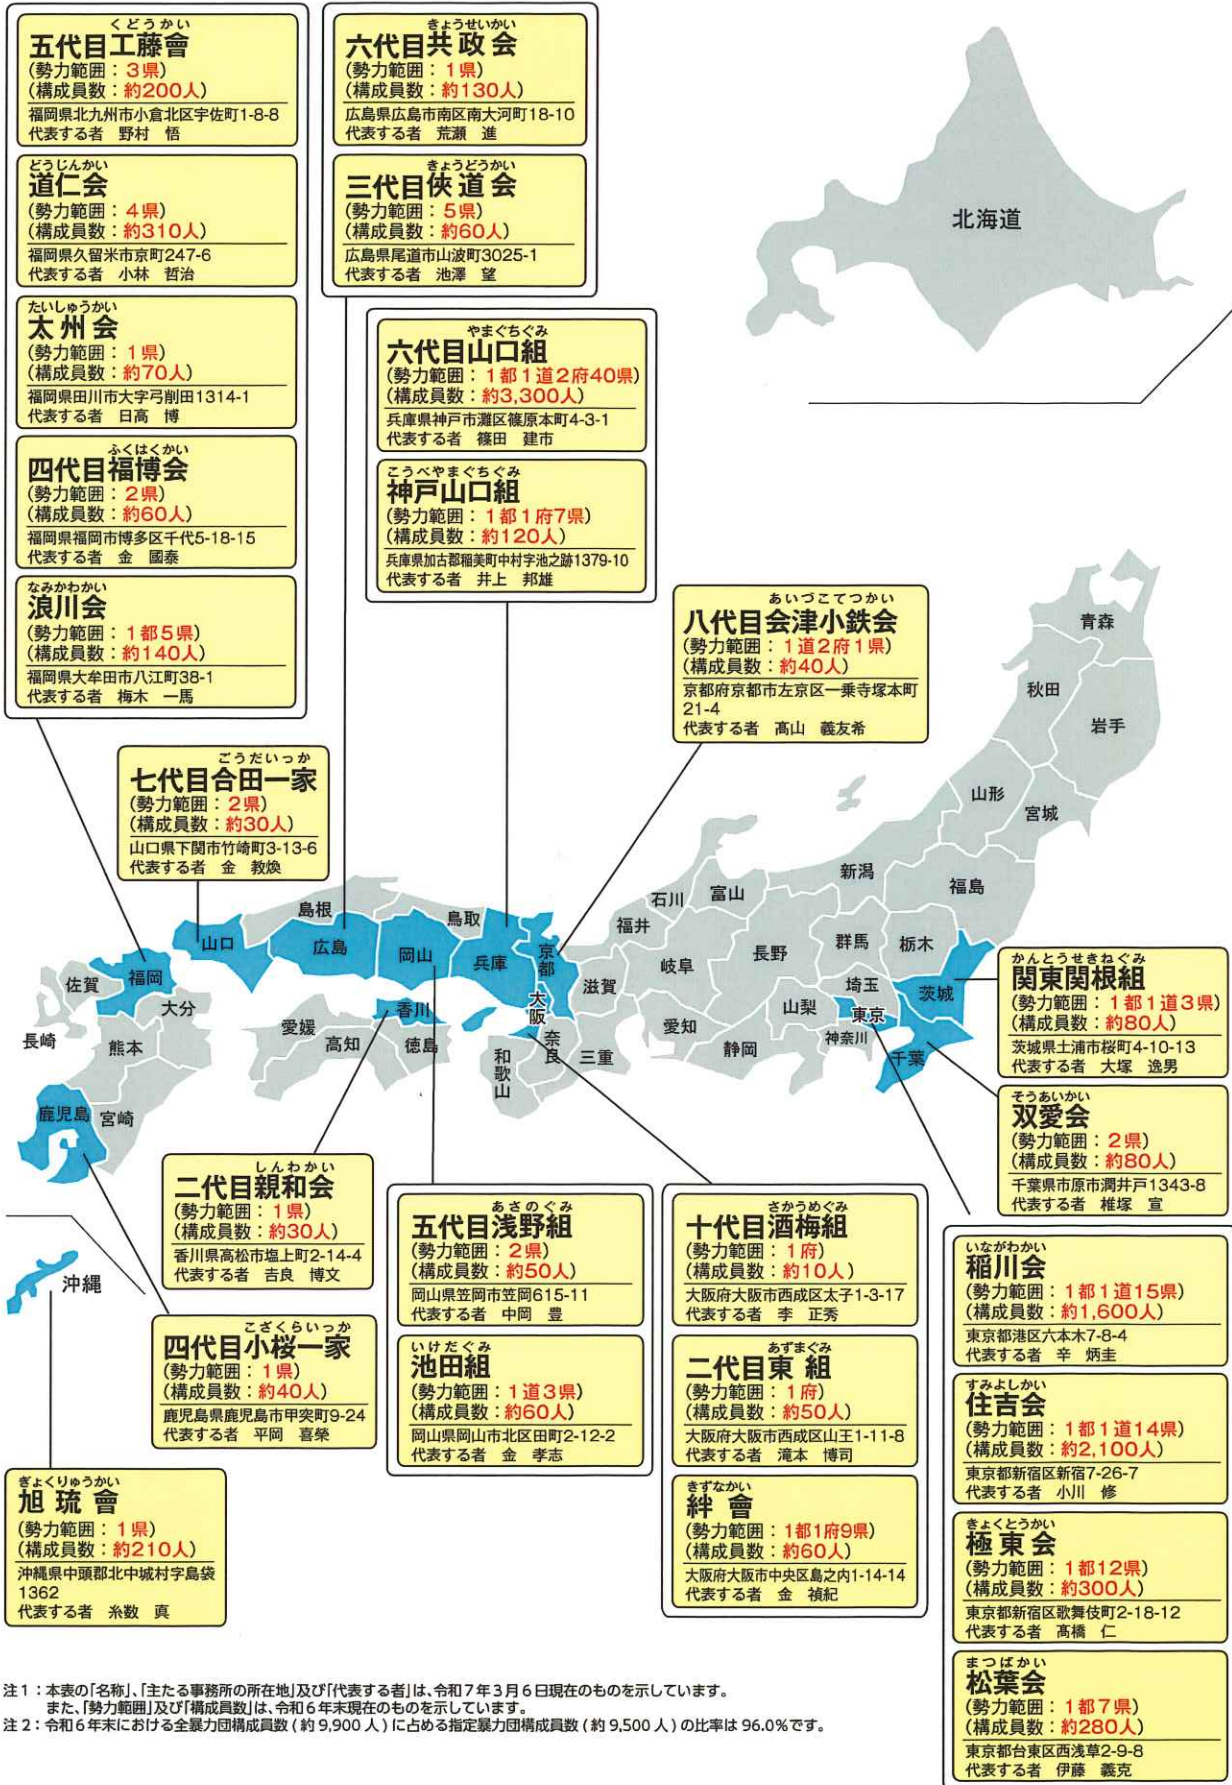 くどうかい
五代目工藤會
(勢力範囲：3県)
(構成員数：約200人)
福岡県北九州市小倉北区宇佐町1-8-8
代表する者　野村　悟
どうじんかい
道仁会
(勢力範囲：4県)
(構成員数：約310人)
福岡県久留米市京町247-6
代表する者　小林　哲治
たいしゅうかい
太州会
(勢力範囲：1県)
(構成員数：約70人)
福岡県田川市大字弓削田1314-1
代表する者　日高　博
ふくはくかい
四代目福博会
(勢力範囲：2県)
(構成員数：約60人)
福岡県福岡市博多区千代5-18-15
代表する者　金　國泰
なみかわかい
浪川会
(勢力範囲：1都5県)
(構成員数：約140人)
福岡県大牟田市八江町38-1
代表する者　梅木　一馬
きょうせいかい
六代目共政会
(勢力範囲：1県)
(構成員数：約130人)
広島県広島市南区南大河町18-10
代表する者　荒瀬　進
きょうどうかい
三代目俠道会
(勢力範囲：5県)
(構成員数：約60人)
広島県尾道市山波町3025-1
代表する者　池澤　望
やまぐちぐみ
六代目山口組
(勢力範囲：1都1道2府40県)
(構成員数：約3,300人)
兵庫県神戸市灘区篠原本町4-3-1
代表する者　篠田　建市
こうべやまぐちぐみ
神戸山口組
(勢力範囲：1都1府7県)
(構成員数：約120人)
兵庫県加古郡稲美町中村字池之跡1379-10
代表する者　井上　邦雄
あいづこてつかい
八代目会津小鉄会
(勢力範囲：1道2府1県)
(構成員数：約40人)
京都府京都市左京区一乗寺塚本町
21-4
代表する者　髙山　義友希
ごうだいっか
七代目合田一家
(勢力範囲：2県)
(構成員数：約30人)
山口県下関市竹崎町3-13-6
代表する者　金　教煥
北海道
青森
秋田
岩手
山形
宮城
新潟
福島
石川
富山
福井
群馬
栃木
長野
岐阜
埼玉
茨城
山梨
東京
神奈川
千葉
静岡
愛知
滋賀
三重
京都
大阪
奈良
和歌山
兵庫
鳥取
島根
岡山
広島
山口
香川
徳島
愛媛
高知
福岡
佐賀
大分
長崎
熊本
宮崎
鹿児島
沖縄
かんとうせきねぐみ
関東関根組
(勢力範囲：1都1道3県)
(構成員数：約80人)
茨城県土浦市桜町4-10-13
代表する者　大塚　逸男
そうあいかい
双愛会
(勢力範囲：2県)
(構成員数：約80人)
千葉県市原市潤井戸1343-8
代表する者　椎塚　宣
しんわかい
二代目親和会
(勢力範囲：1県)
(構成員数：約30人)
香川県高松市塩上町2-14-4
代表する者　吉良　博文
こざくらいっか
四代目小桜一家
(勢力範囲：1県)
(構成員数：約40人)
鹿児島県鹿児島市甲突町9-24
代表する者　平岡　喜榮
ぎょくりゅうかい
旭琉會
(勢力範囲：1県)
(構成員数：約210人)
沖縄県中頭郡北中城村字島袋
1362
代表する者　糸数　真
あさのぐみ
五代目浅野組
(勢力範囲：2県)
(構成員数：約50人)
岡山県笠岡市笠岡615-11
代表する者　中岡　豊
いけだぐみ
池田組
(勢力範囲：1道3県)
(構成員数：約60人)
岡山県岡山市北区田町2-12-2
代表する者　金　孝志
さかうめぐみ
十代目酒梅組
(勢力範囲：1府)
(構成員数：約10人)
大阪府大阪市西成区太子1-3-17
代表する者　李　正秀
あずまぐみ
二代目東組
(勢力範囲：1府)
(構成員数：約50人)
大阪府大阪市西成区山王1-11-8
代表する者　滝本　博司
きずなかい
絆會
(勢力範囲：1都1府9県)
(構成員数：約60人)
大阪府大阪市中央区島之内1-14-14
代表する者　金　禎紀
いながわかい
稲川会
(勢力範囲：1都1道15県)
(構成員数：約1,600人)
東京都港区六本木7-8-4
代表する者　辛　炳圭
すみよしかい
住吉会
(勢力範囲：1都1道14県)
(構成員数：約2,100人)
東京都新宿区新宿7-26-7
代表する者　小川　修
きょくとうかい
極東会
(勢力範囲：1都12県)
(構成員数：約300人)
東京都新宿区歌舞伎町2-18-12
代表する者　髙橋　仁
まつばかい
松葉会
(勢力範囲：1都7県)
(構成員数：約280人)
東京都台東区西浅草2-9-8
代表する者　伊藤　義克
注1：本表の「名称」、「主たる事務所の所在地」及び「代表する者」は、令和7年3月6日現在のものを示しています。
また、「勢力範囲」及び「構成員数」は、令和6年末現在のものを示しています。
注2：令和6年末における全暴力団構成員数(約9,900人)に占める指定暴力団構成員数(約9,500人)の比率は96.0%です。